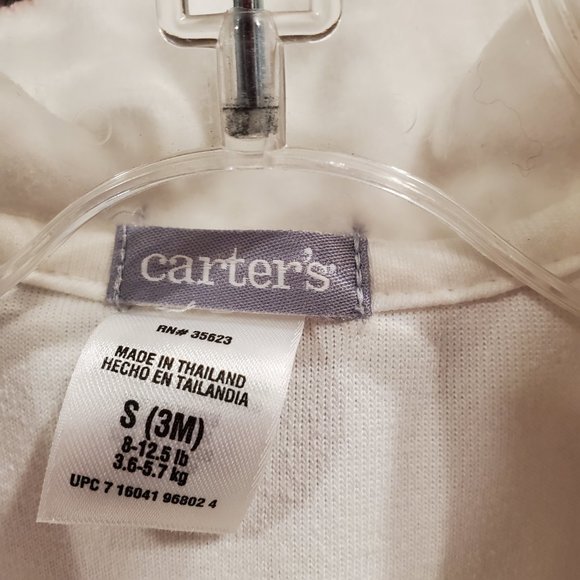 carter's
RN# 35623
MADE IN THAILAND
HECHO EN TAILANDIA
S (3M)
8-12.5 lb
3.6-5.7 kg
UPC 7 16041 96802 4